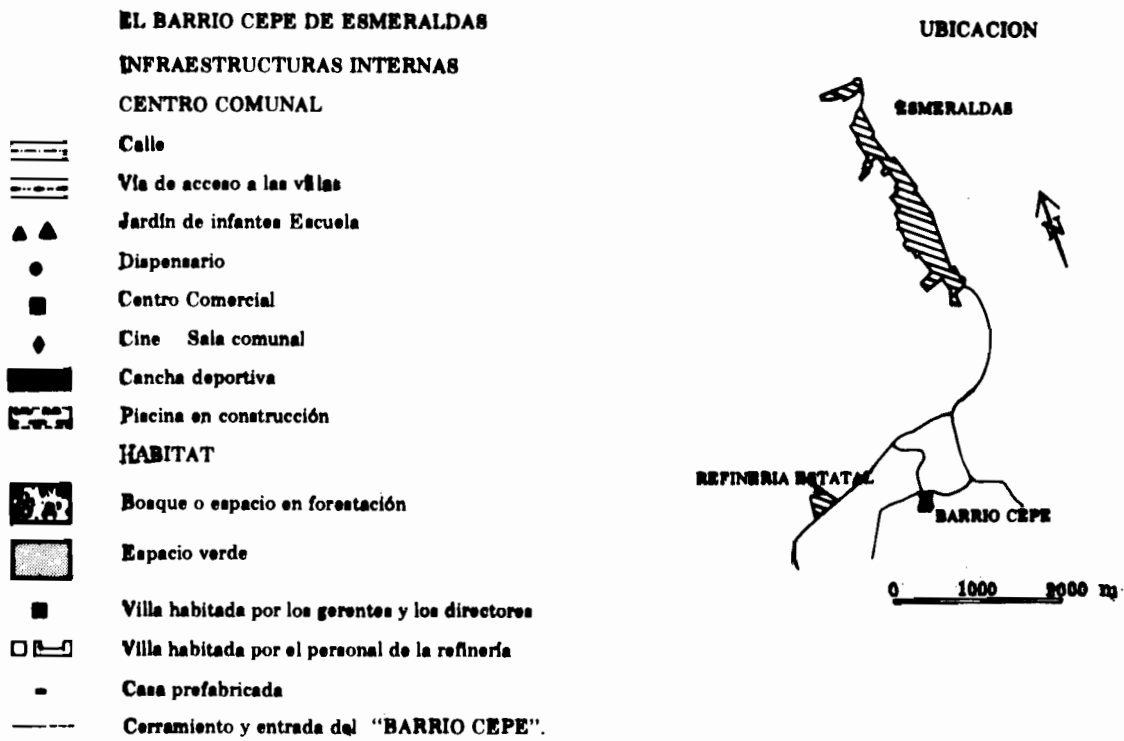 EL BARRIO CEPE DE ESMERALDAS
INFRAESTRUCTURAS INTERNAS
CENTRO COMUNAL
Calle
Vía de acceso a las villas
Jardín de infantes Escuela
Dispensario
Centro Comercial
Cine Sala comunal
Cancha deportiva
Piscina en construcción
HABITAT
Bosque o espacio en forestación
Espacio verde
Villa habitada por los gerentes y los directores
Villa habitada por el personal de la refinería
Casa prefabricada
Cerramiento y entrada del “BARRIO CEPE”.
UBICACION
ESMERALDAS
N
REFINERIA ESTATAL
BARRIO CEPE
0 1000 2000 m